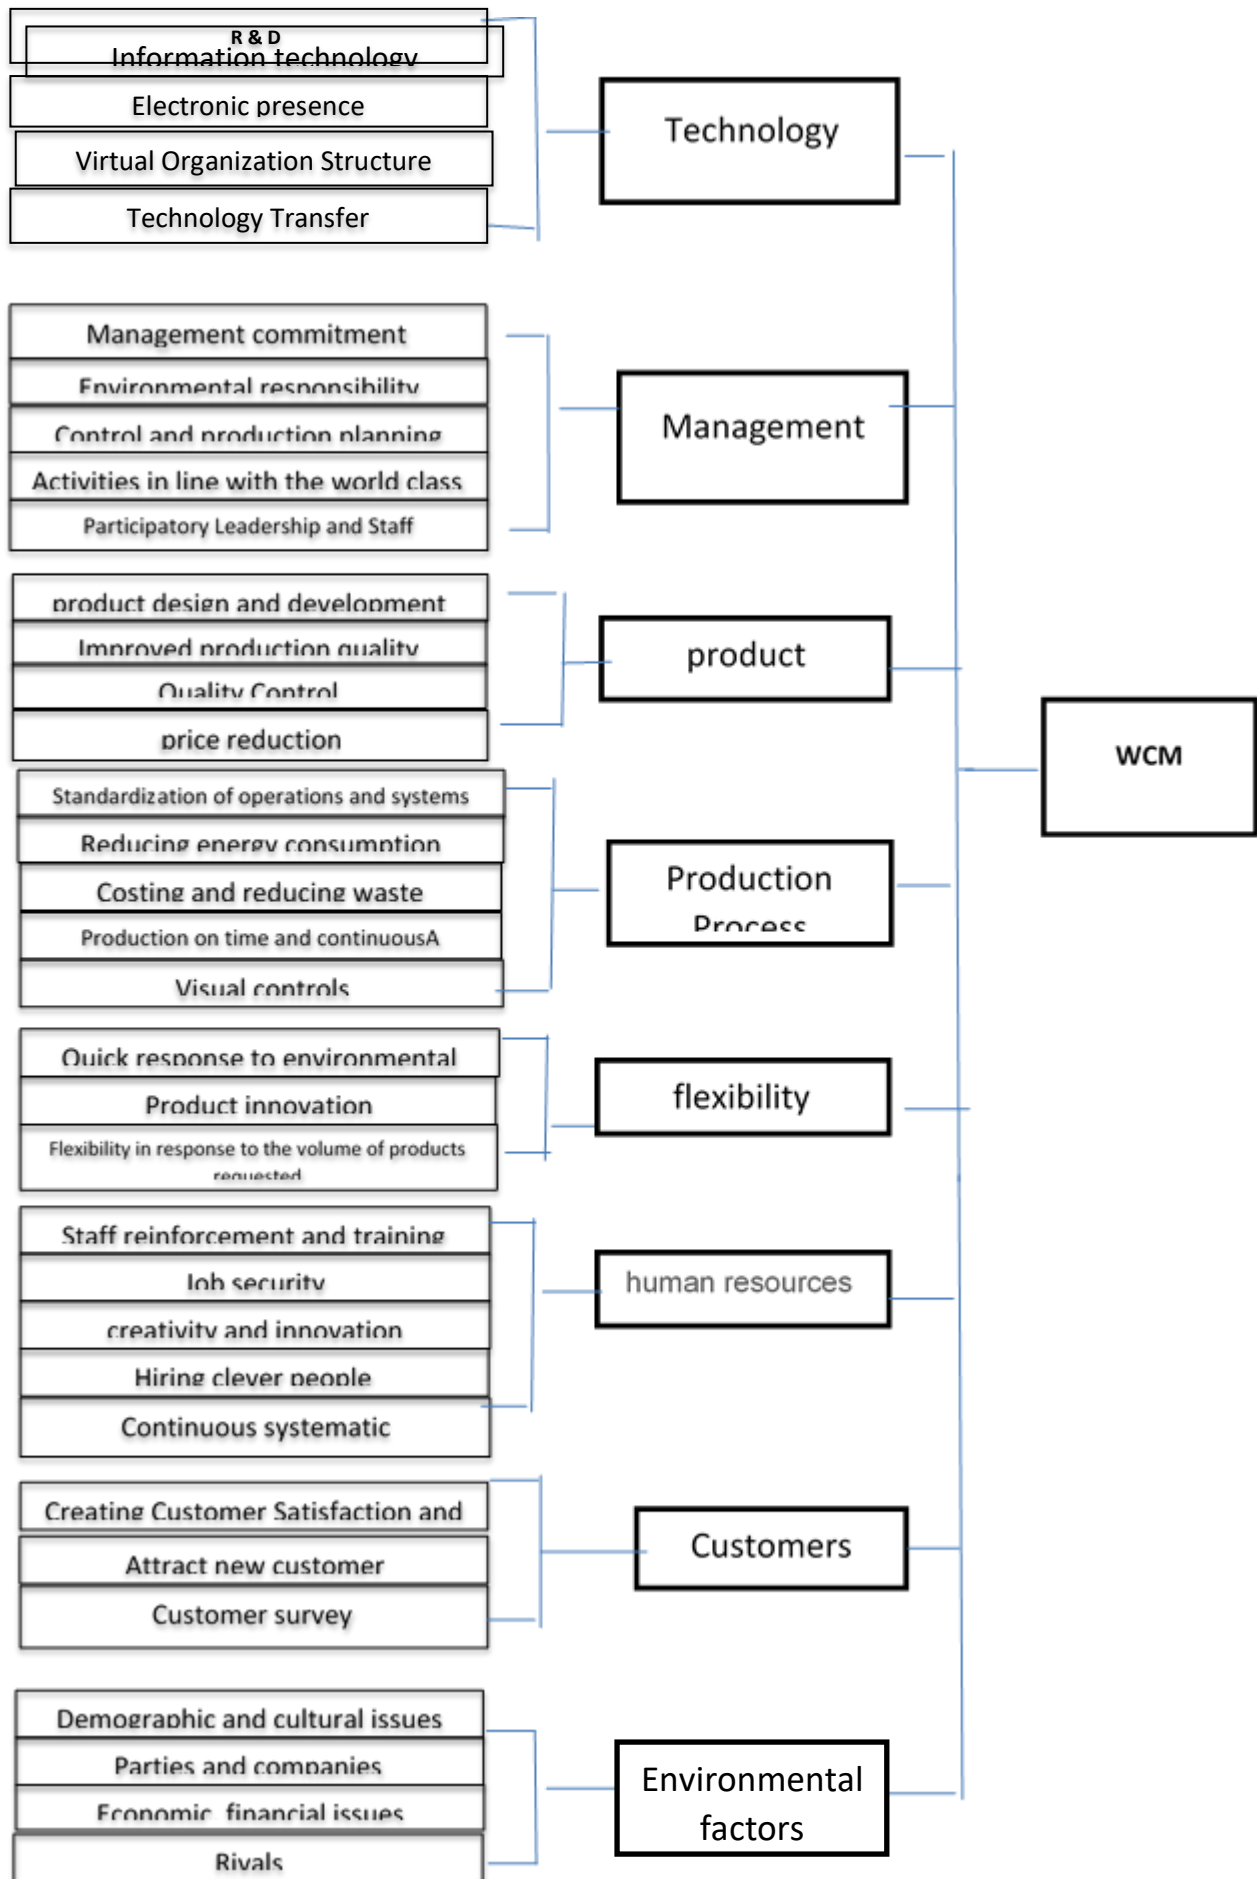 R & D
Information technology
Electronic presence
Virtual Organization Structure
Technology Transfer
Technology
Management commitment
Environmental responsibility
Control and production planning
Activities in line with the world class
Participatory Leadership and Staff
Management
product design and development
Improved production quality
Quality Control
price reduction
product
WCM
Standardization of operations and systems
Reducing energy consumption
Costing and reducing waste
Production on time and continuousA
Visual controls
Production
Process
Quick response to environmental
Product innovation
Flexibility in response to the volume of products
requested
flexibility
Staff reinforcement and training
Job security
creativity and innovation
Hiring clever people
Continuous systematic
human resources
Creating Customer Satisfaction and
Attract new customer
Customer survey
Customers
Demographic and cultural issues
Parties and companies
Economic financial issues
Rivals
Environmental
factors